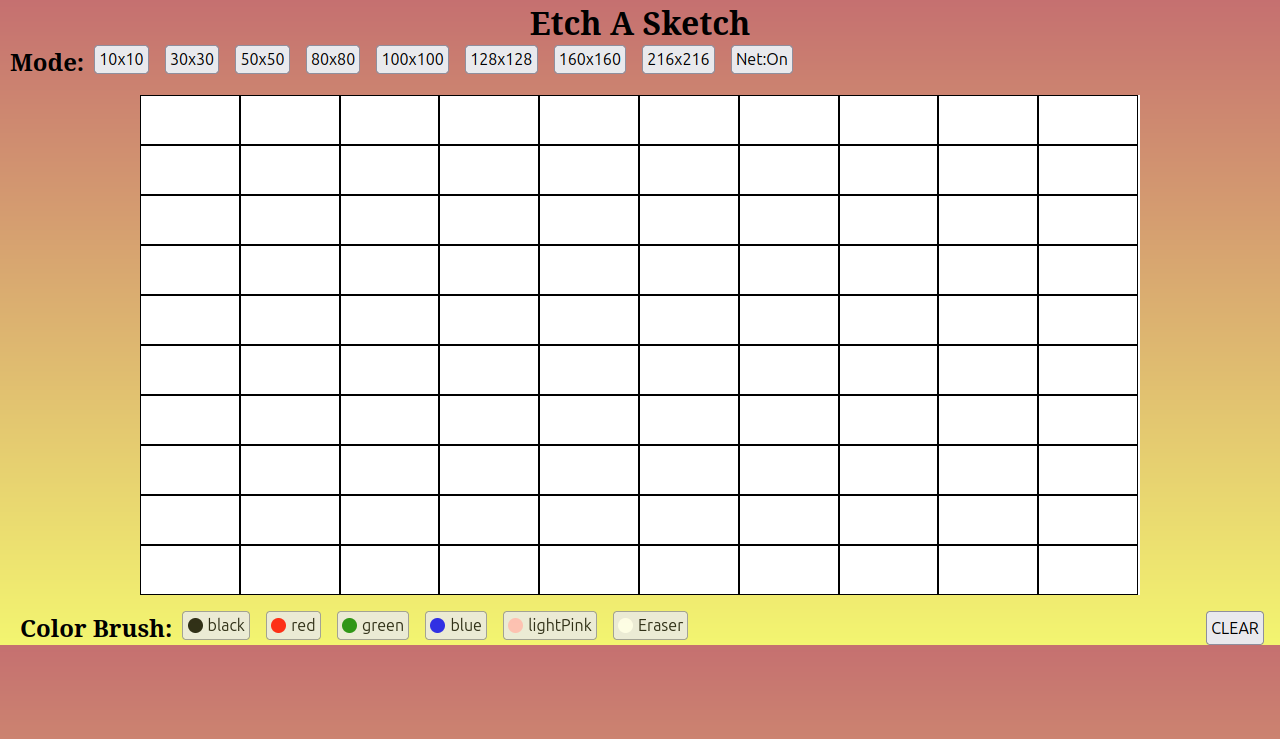 Etch A Sketch
Mode: 10x10 30x30 50x50 80x80 100x100 128x128 160x160 216x216 Net:On
Color Brush: black red green blue lightPink Eraser CLEAR